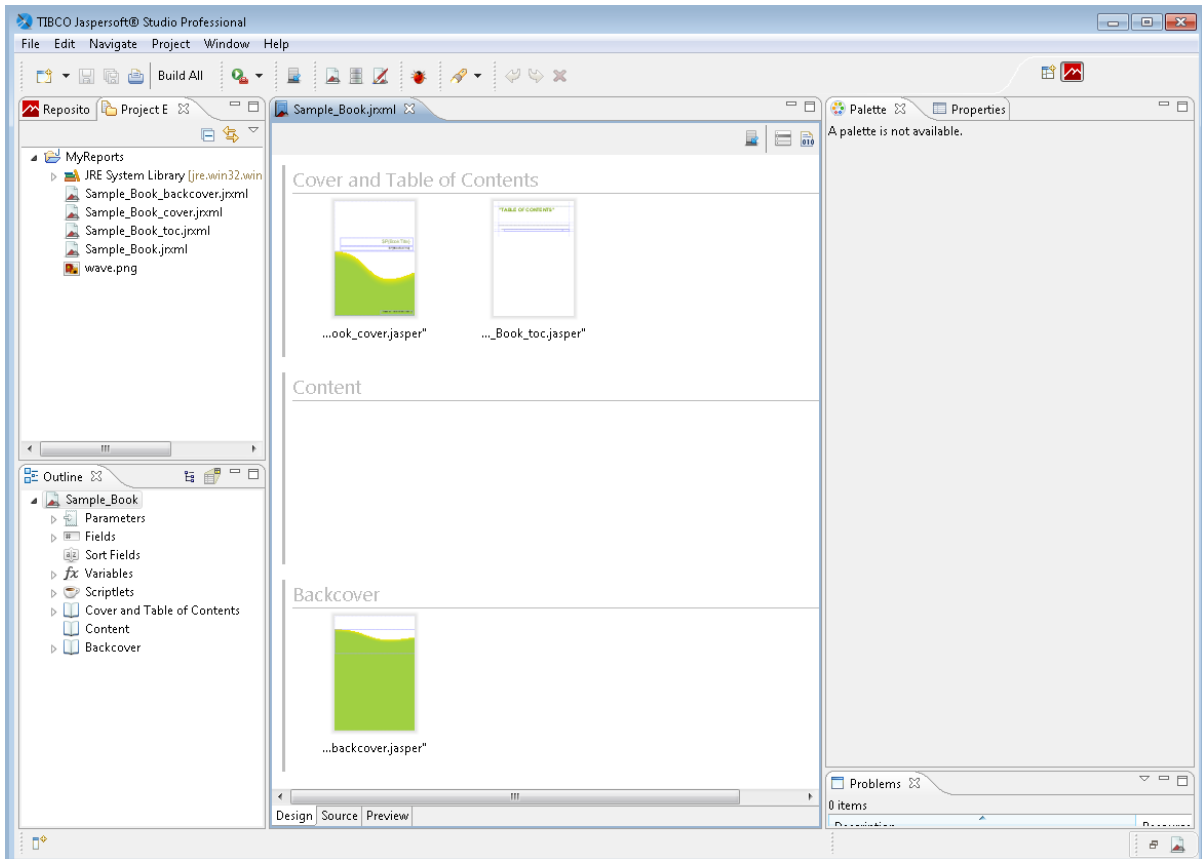 TIBCO Jaspersoft® Studio Professional
File Edit Navigate Project Window Help
Build All
Reposito Project E
MyReports
JRE System Library [jre.win32.win
Sample_Book_backcover.jrxml
Sample_Book_cover.jrxml
Sample_Book_toc.jrxml
Sample_Book.jrxml
wave.png
Outline
Sample_Book
Parameters
Fields
Sort Fields
Variables
Scriptlets
Cover and Table of Contents
Content
Backcover
Sample_Book.jrxml
Cover and Table of Contents
"TABLE OF CONTENTS"
...ook_cover.jasper"
..._Book_toc.jasper"
Content
Backcover
...backcover.jasper"
Design Source Preview
Palette Properties
A palette is not available.
Problems
0 items